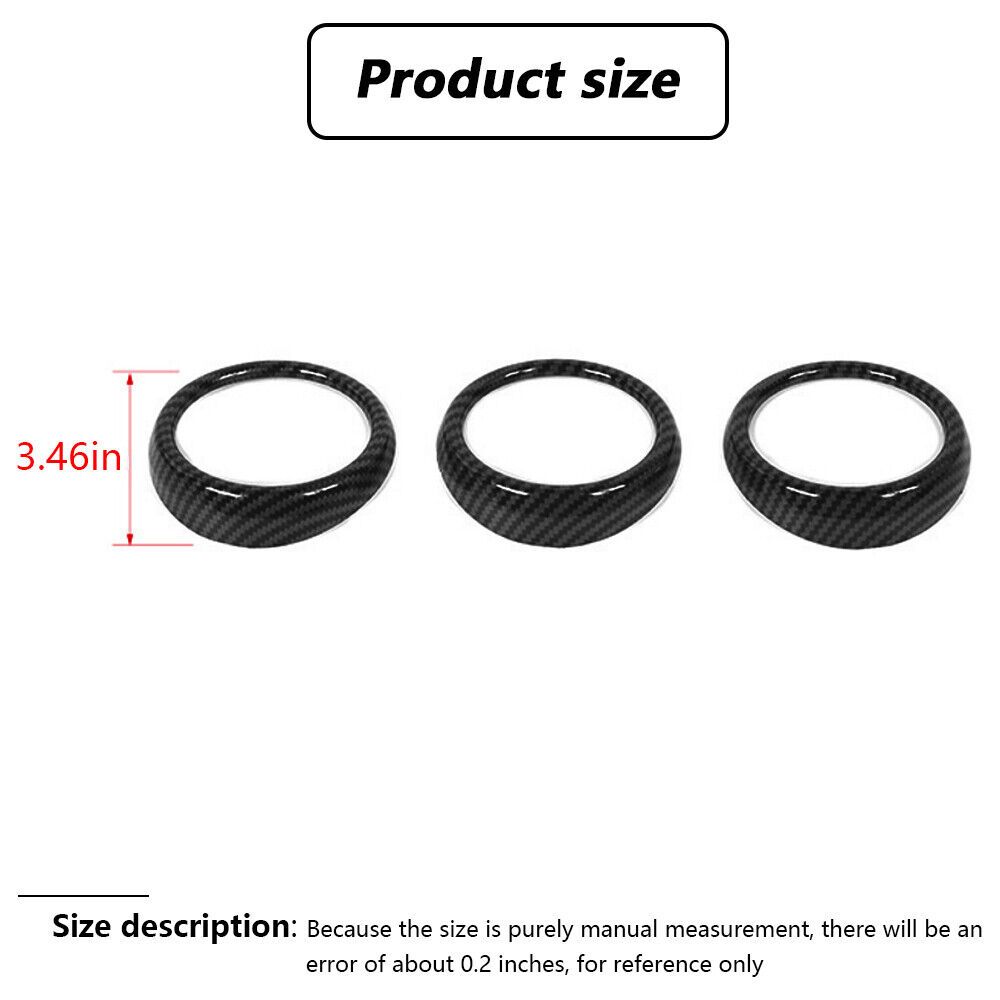 Product size
3.46in
Size description: Because the size is purely manual measurement, there will be an
error of about 0.2 inches, for reference only